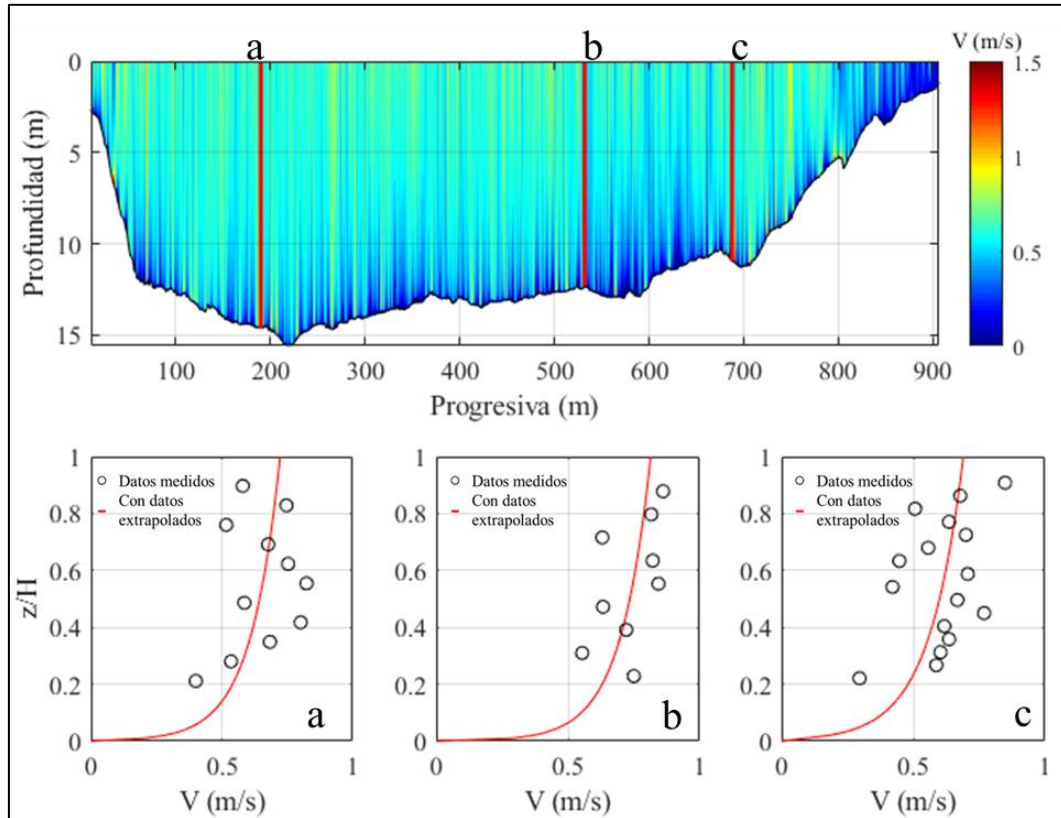 a b c
V (m/s)
0
5
10
15
Profundidad (m)
1.5
1
0.5
0
100 200 300 400 500 600 700 800 900
Progresiva (m)
1
0.8
0.6
0.4
0.2
0
z/H
Datos medidos
Con datos
extrapolados
a
0 0.5 1
V (m/s)
1
0.8
0.6
0.4
0.2
0
Datos medidos
Con datos
extrapolados
b
0 0.5 1
V (m/s)
1
0.8
0.6
0.4
0.2
0
Datos medidos
Con datos
extrapolados
c
0 0.5 1
V (m/s)